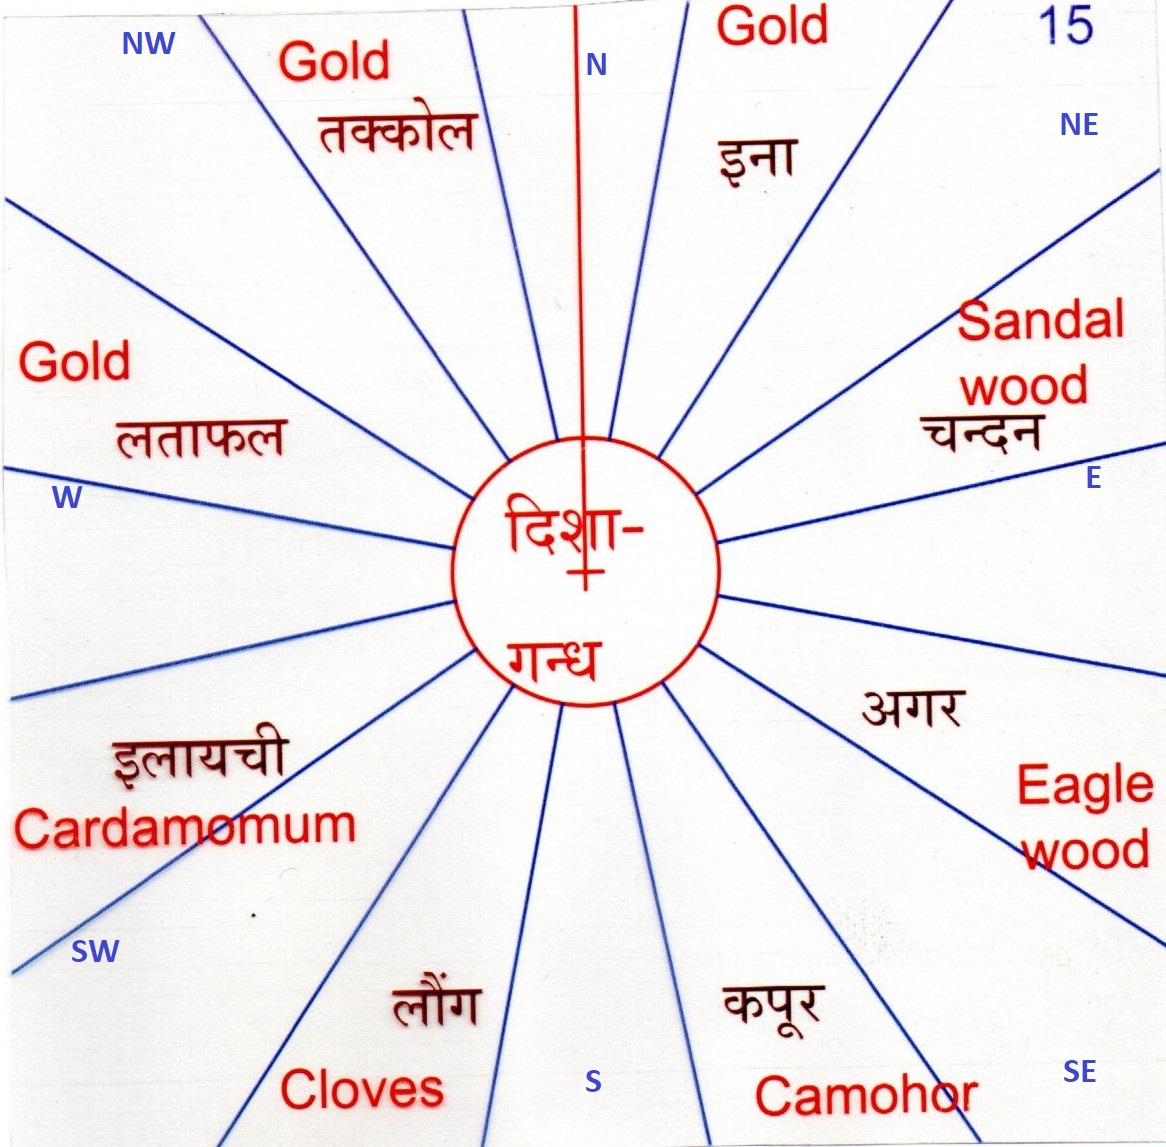 NW
Gold
तक्कोल
N
Gold
15
NE
इना
Sandal
wood
चन्दन
E
Gold
लताफल
W
दिशा-
गन्ध
अगर
Eagle
wood
इलायची
Cardamomum
SW
लौंग
Cloves
S
कपूर
Camohor
SE